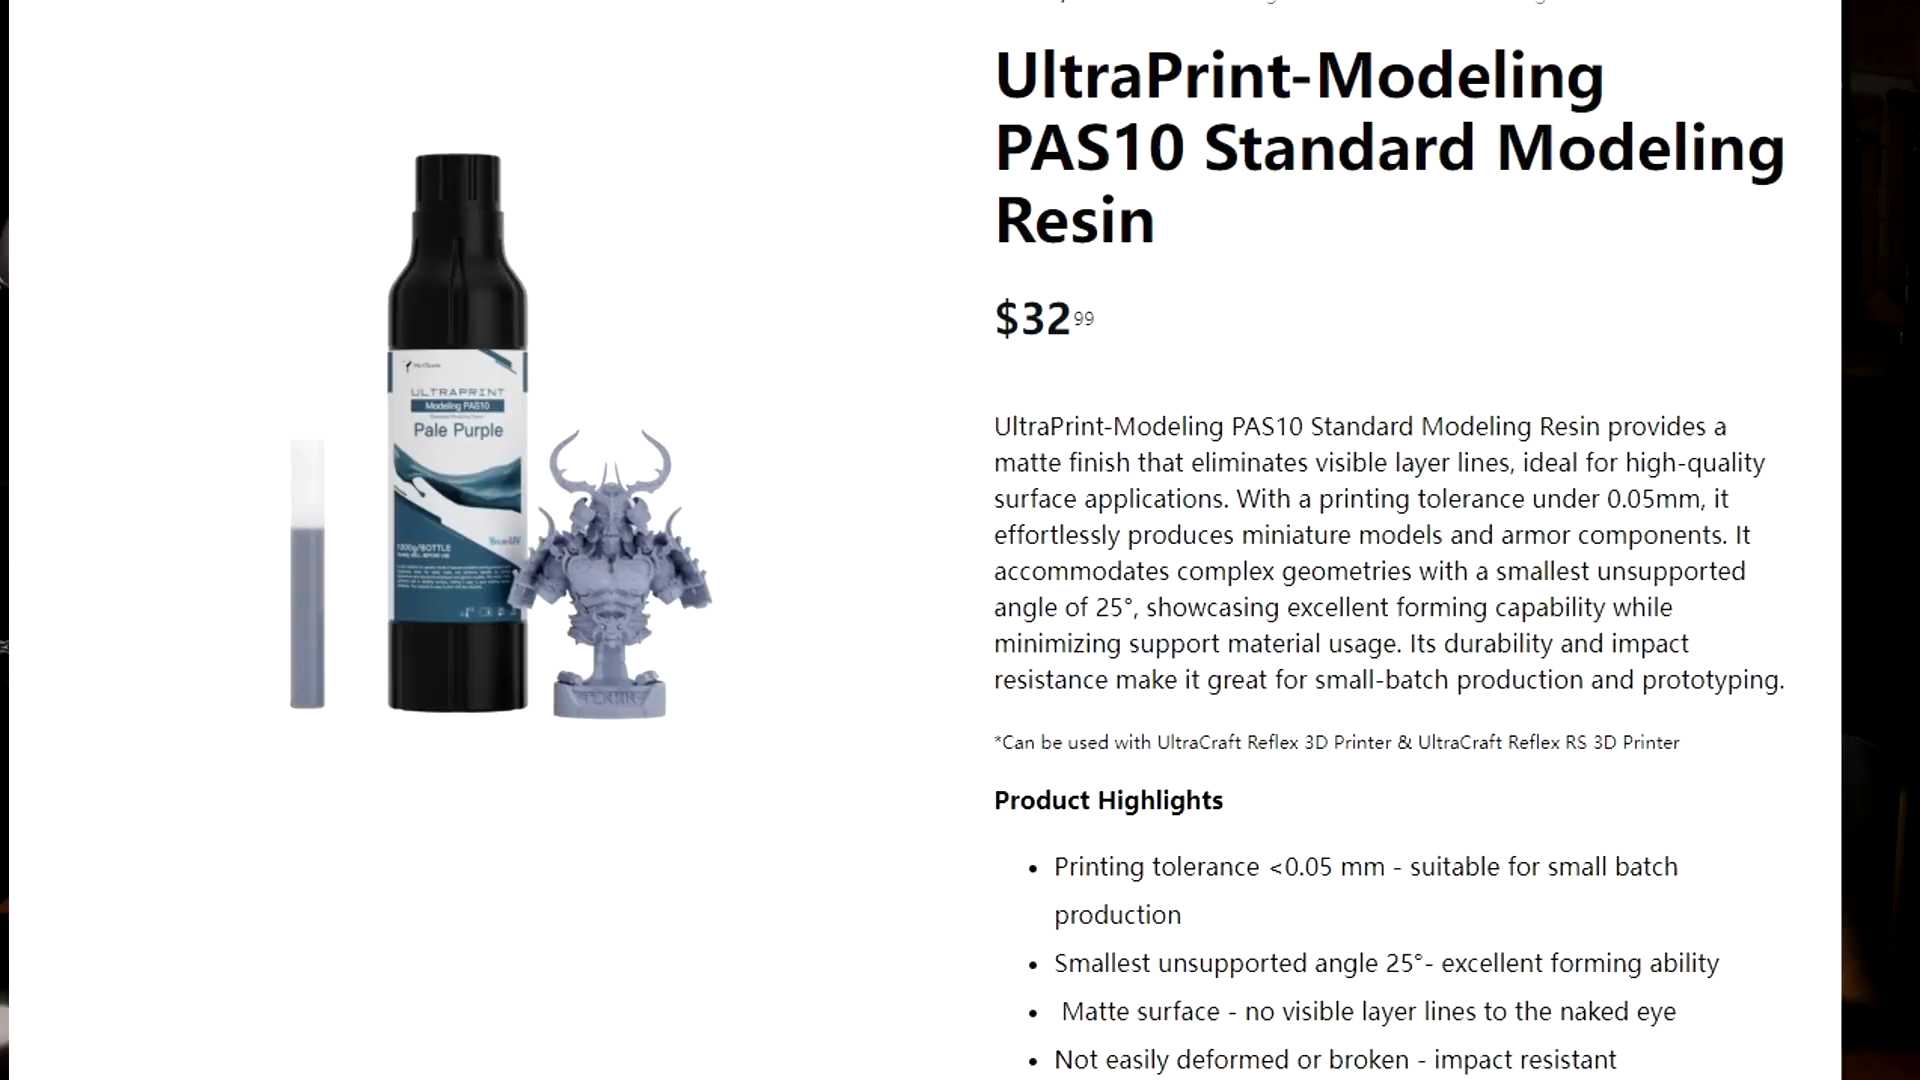 UltraPrint-Modeling
PAS10 Standard Modeling
Resin
$32 99
UltraPrint-Modeling PAS10 Standard Modeling Resin provides a
matte finish that eliminates visible layer lines, ideal for high-quality
surface applications. With a printing tolerance under 0.05mm, it
effortlessly produces miniature models and armor components. It
accommodates complex geometries with a smallest unsupported
angle of 25°, showcasing excellent forming capability while
minimizing support material usage. Its durability and impact
resistance make it great for small-batch production and prototyping.
*Can be used with UltraCraft Reflex 3D Printer & UltraCraft Reflex RS 3D Printer
Product Highlights
• Printing tolerance <0.05 mm - suitable for small batch
production
• Smallest unsupported angle 25°- excellent forming ability
• Matte surface - no visible layer lines to the naked eye
• Not easily deformed or broken - impact resistant
ULTRAPRINT
Modeling PAS10
Pale Purple
1000g/BOTTLE